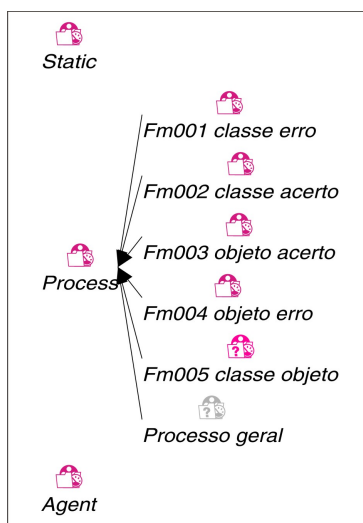 Static
Fm001 classe erro
Fm002 classe acerto
Fm003 objeto acerto
Process
Fm004 objeto erro
Fm005 classe objeto
Processo geral
Agent